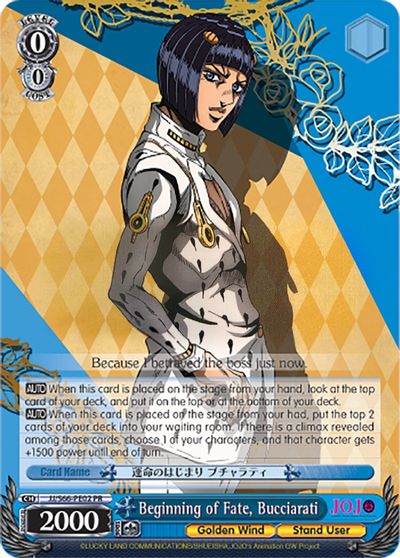 LEVEL
0
0
COST
Because I betrayed the boss just now.
AUTO When this card is placed on the stage from your hand, look at the top
card of your deck, and put it on the top or at the bottom of your deck.
AUTO When this card is placed on the stage from your had, put the top 2
cards of your deck into your waiting room. If there is a climax revealed
among those cards, choose 1 of your characters, and that character gets
+1500 power until end of turn.
Card Name 運命のはじまり ブチャラティ
CH JJ/S66-PE02 PR
POWER 2000 Beginning of Fate, Bucciarati JOJO
Golden Wind Stand User
©LUCKY LAND COMMUNICATIONS/SHUEISHA,JOJO's Animation GW Project